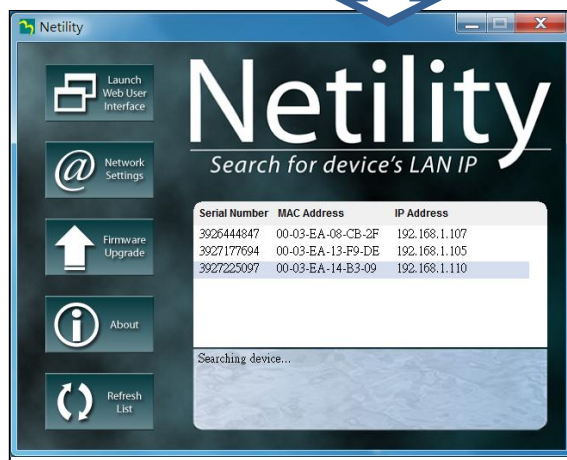 Netility
Launch
Web User
Interface
Network
Settings
Firmware
Upgrade
About
Refresh
List
Netility
Search for device's LAN IP
Serial Number MAC Address IP Address
3926444847 00-03-EA-08-CB-2F 192.168.1.107
3927177694 00-03-EA-13-F9-DE 192.168.1.105
3927225097 00-03-EA-14-B3-09 192.168.1.110
Searching device...